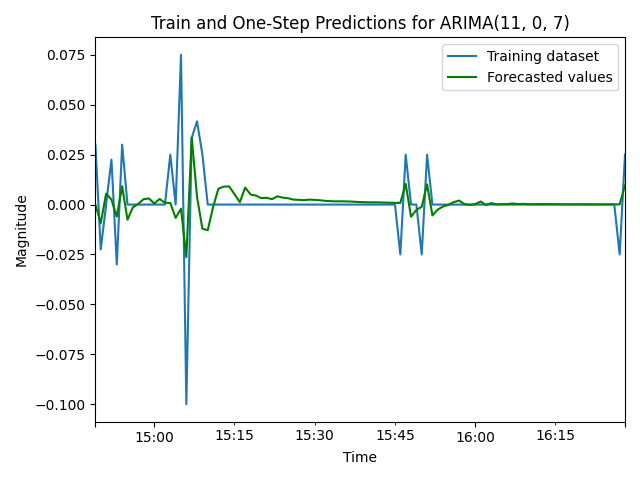 Train and One-Step Predictions for ARIMA(11, 0, 7)
Training dataset
Forecasted values
0.075
0.050
0.025
0.000
−0.025
−0.050
−0.075
−0.100
Magnitude
15:00
15:15
15:30
15:45
16:00
16:15
Time